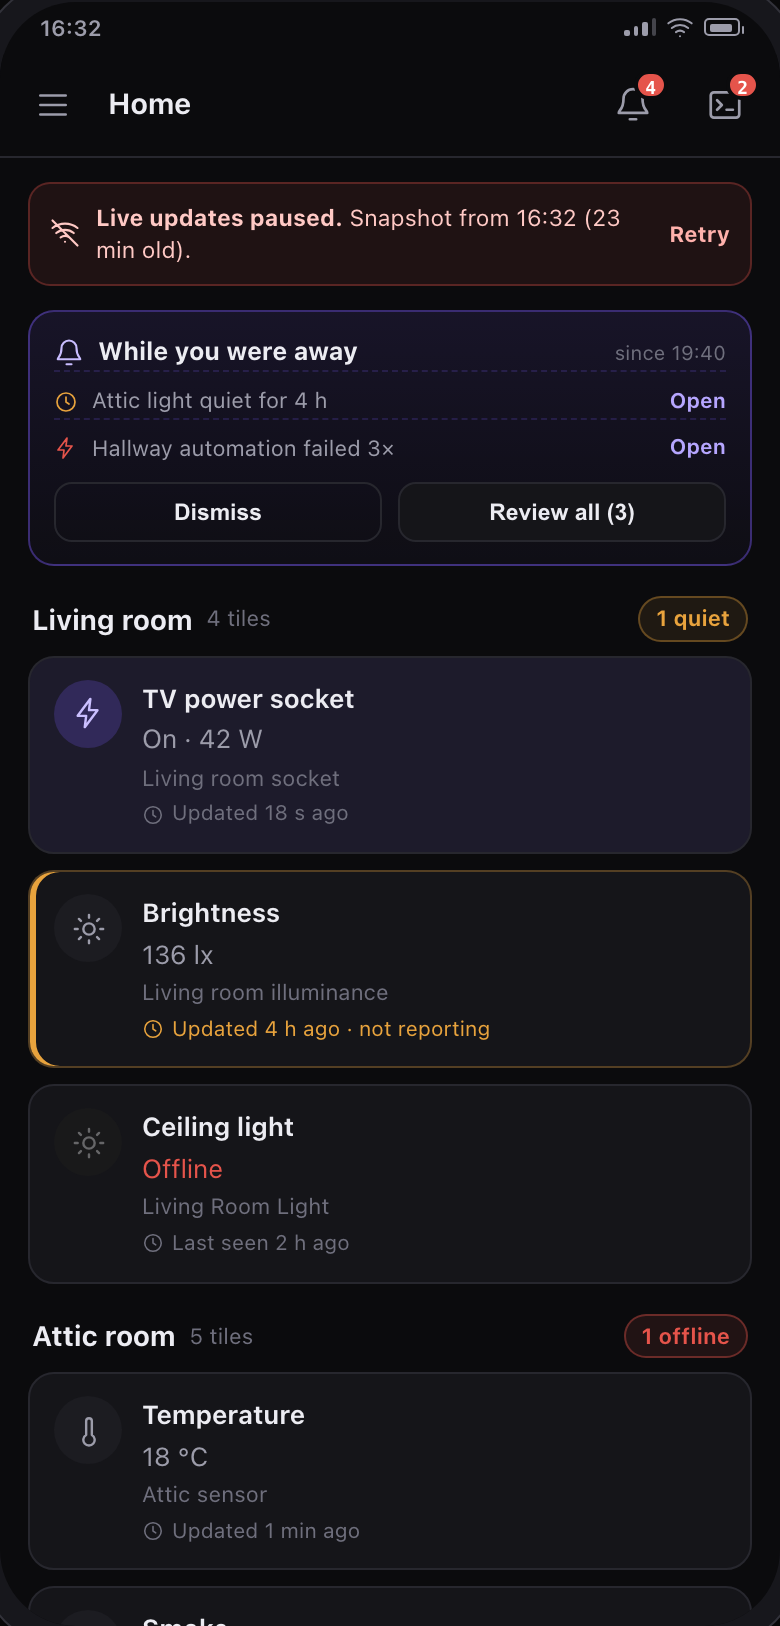 16:32
Home
4
2
Live updates paused. Snapshot from 16:32 (23
min old).
Retry
While you were away
since 19:40
Attic light quiet for 4 h
Open
Hallway automation failed 3×
Open
Dismiss
Review all (3)
Living room
4 tiles
1 quiet
TV power socket
On · 42 W
Living room socket
Updated 18 s ago
Brightness
136 lx
Living room illuminance
Updated 4 h ago · not reporting
Ceiling light
Offline
Living Room Light
Last seen 2 h ago
Attic room
5 tiles
1 offline
Temperature
18 °C
Attic sensor
Updated 1 min ago